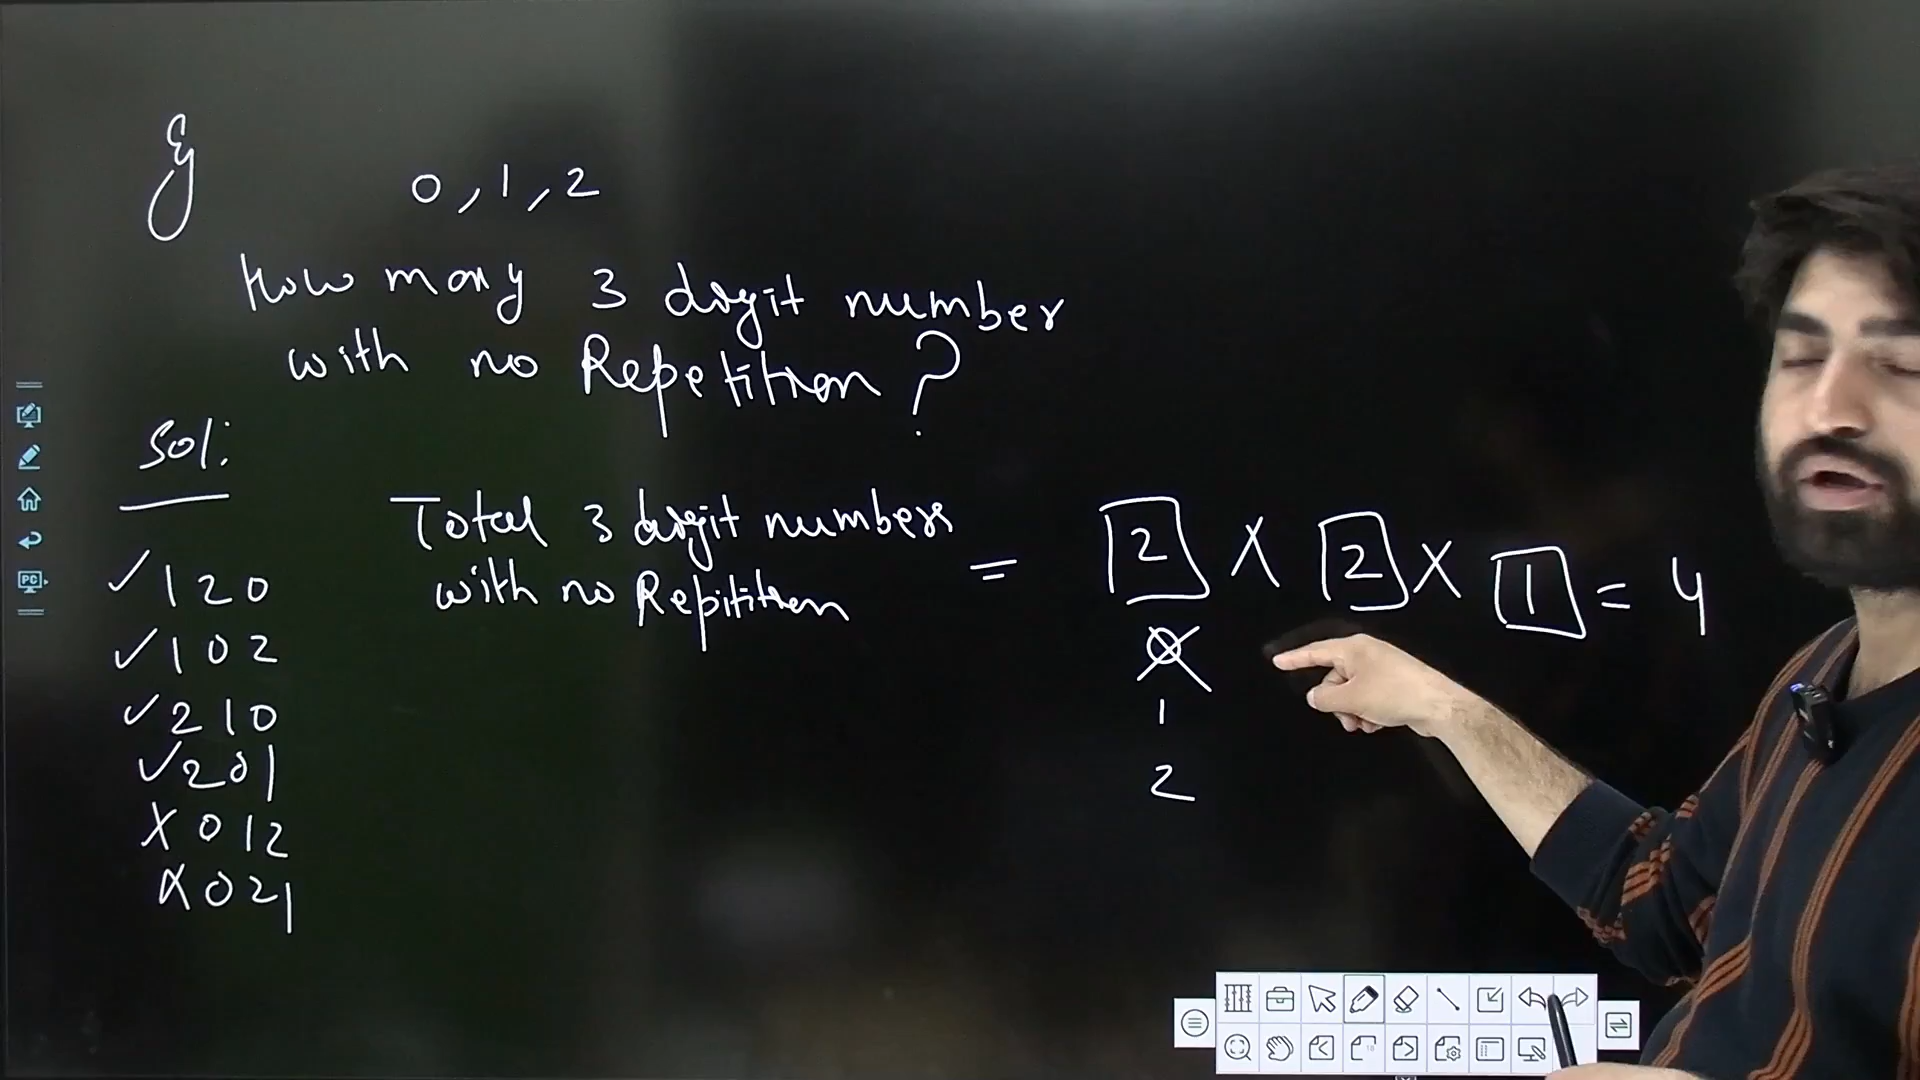 Eg
0, 1, 2
How many 3 digit number
with no Repetition?
Sol:
Total 3 digit numbers
with no Repitition
= 2 X 2 X 1 = 4
0
1
2
✓ 120
✓ 102
✓ 210
✓ 201
X 012
X 021
PC